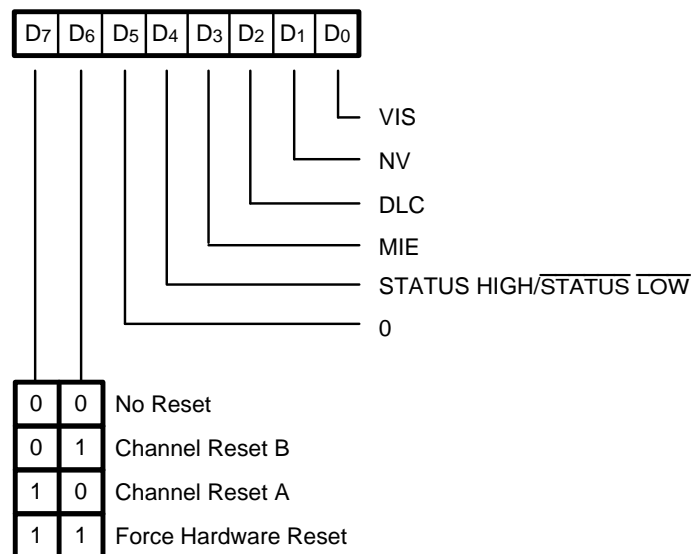 D7 D6 D5 D4 D3 D2 D1 D0
VIS
NV
DLC
MIE
STATUS HIGH/STATUS LOW
0
0 0 No Reset
0 1 Channel Reset B
1 0 Channel Reset A
1 1 Force Hardware Reset